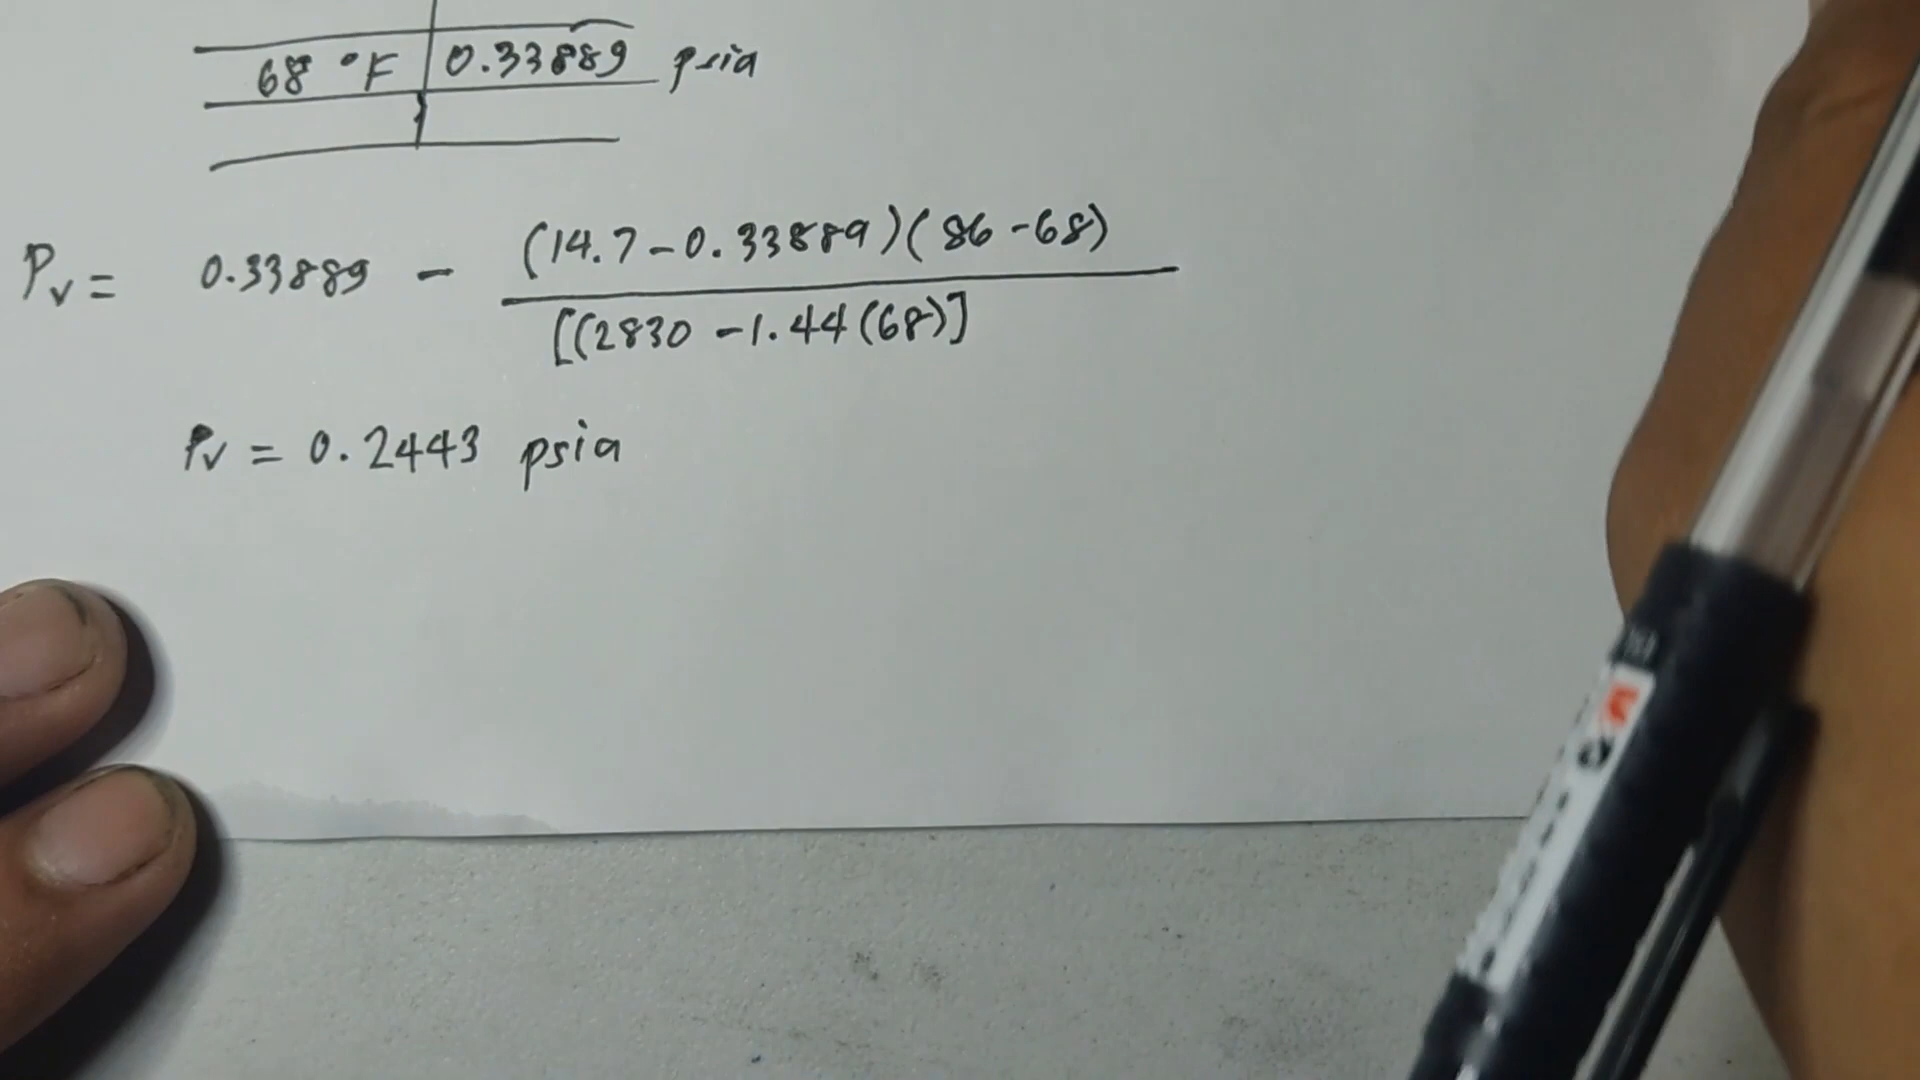 68 °F 0.33889 psia
Pv = 0.33889 - (14.7-0.33889)(86-68)
[(2830 -1.44(68)]
Pv = 0.2443 psia